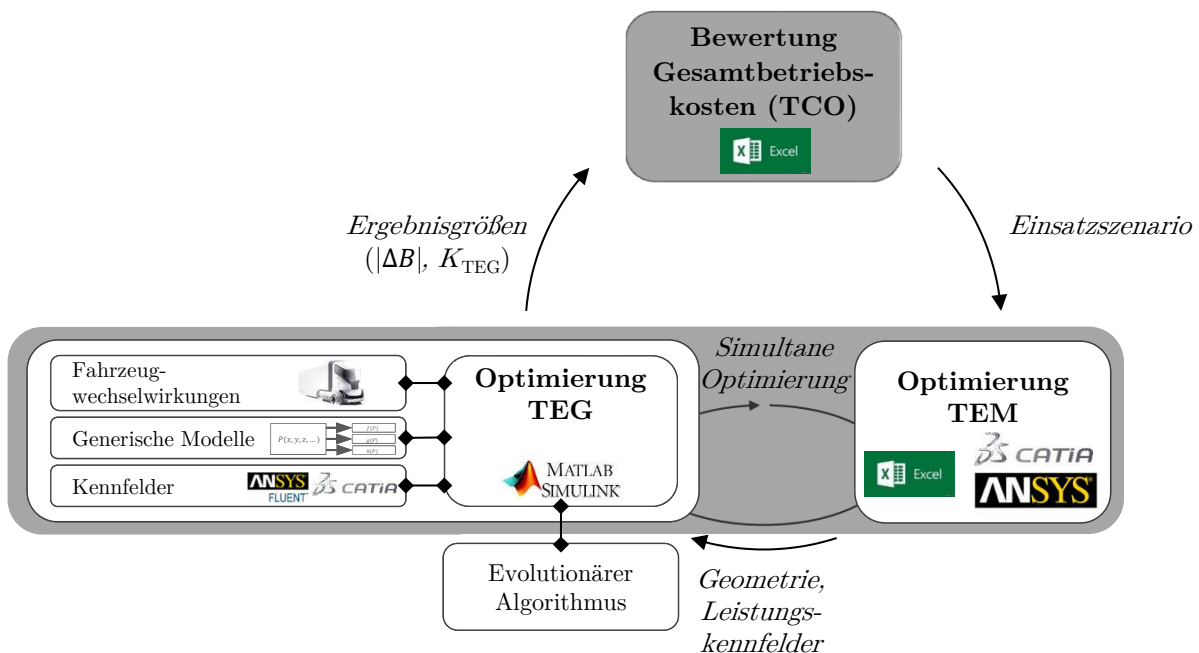 Bewertung
Gesamtbetriebs-
kosten (TCO)
X Excel
Ergebnisgrößen
(|ΔB|, K_TEG)
Einsatzszenario
Fahrzeug-
wechselwirkungen
Generische Modelle
P(x, y, z, ...)
f(P)
g(P)
h(P)
Kennfelder
ANSYS
FLUENT
CATIA
Optimierung
TEG
MATLAB
SIMULINK
Simultane
Optimierung
Optimierung
TEM
X Excel
CATIA
ANSYS
Evolutionärer
Algorithmus
Geometrie,
Leistungs-
kennfelder